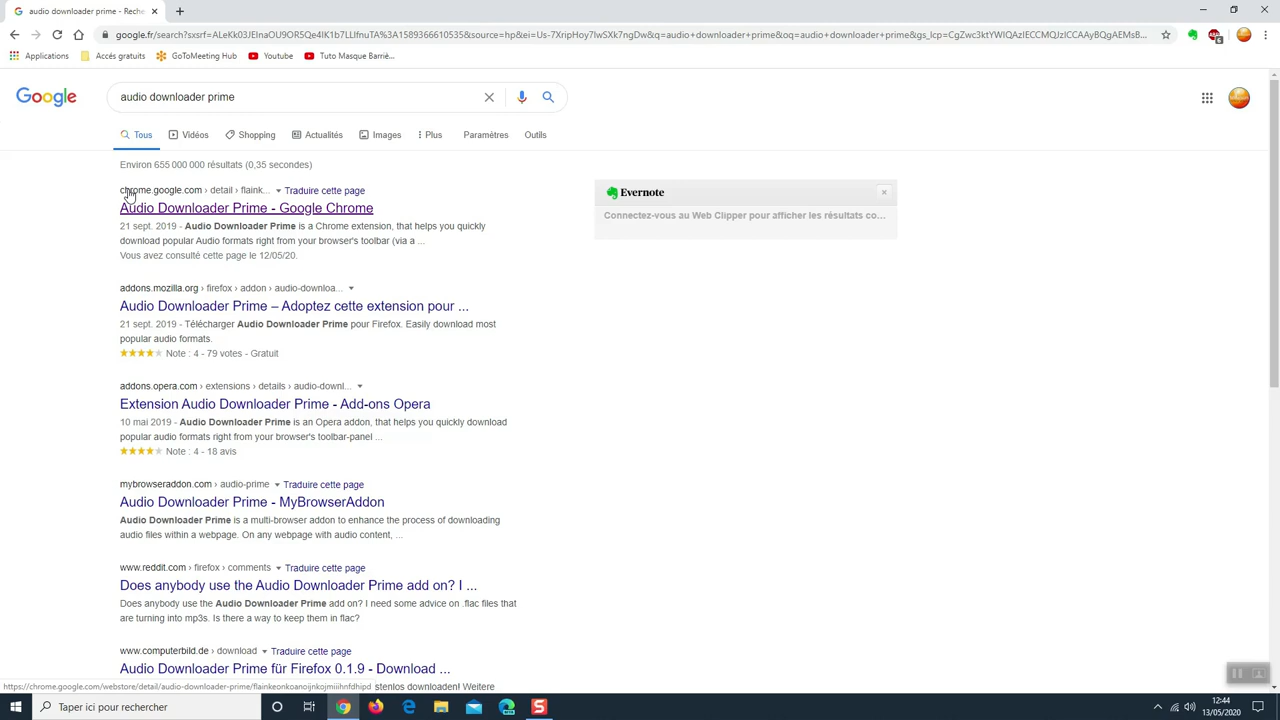 audio downloader prime - Reche
google.fr/search?sxsrf=ALeKk03JEInaOU9OR5Qe4IK1b7LLlfnuTA%3A1589366610535&source=hp&ei=Us-7XripHoy7lwSXk7ngDw&q=audio+downloader+prime&oq=audio+downloader+prime&gs_lcp=CgZwc3ktYWIQAzIECCMQJzICCAAyBQgAEMsB...
Applications
Accés gratuits
GoToMeeting Hub
Youtube
Tuto Masque Barriè...
Google
audio downloader prime
Tous
Vidéos
Shopping
Actualités
Images
Plus
Paramètres
Outils
Environ 655 000 000 résultats (0,35 secondes)
chrome.google.com › detail › flaink... Traduire cette page
Audio Downloader Prime - Google Chrome
21 sept. 2019 - Audio Downloader Prime is a Chrome extension, that helps you quickly
download popular Audio formats right from your browser's toolbar (via a ...
Vous avez consulté cette page le 12/05/20.
Evernote
Connectez-vous au Web Clipper pour afficher les résultats co...
addons.mozilla.org › firefox › addon › audio-downloa...
Audio Downloader Prime – Adoptez cette extension pour ...
21 sept. 2019 - Télécharger Audio Downloader Prime pour Firefox. Easily download most
popular audio formats.
Note : 4 - 79 votes - Gratuit
addons.opera.com › extensions › details › audio-downl...
Extension Audio Downloader Prime - Add-ons Opera
10 mai 2019 - Audio Downloader Prime is an Opera addon, that helps you quickly download
popular audio formats right from your browser's toolbar-panel ...
Note : 4 - 18 avis
mybrowseraddon.com › audio-prime Traduire cette page
Audio Downloader Prime - MyBrowserAddon
Audio Downloader Prime is a multi-browser addon to enhance the process of downloading
audio files within a webpage. On any webpage with audio content, ...
www.reddit.com › firefox › comments Traduire cette page
Does anybody use the Audio Downloader Prime add on? I ...
Does anybody use the Audio Downloader Prime add on? I need some advice on .flac files that
are turning into mp3s. Is there a way to keep them in flac?
www.computerbild.de › download Traduire cette page
Audio Downloader Prime für Firefox 0.1.9 - Download ...
https://chrome.google.com/webstore/detail/audio-downloader-prime/flainkeonkoanoijnkojmiiihnfdhipd stenlos downloaden! Weitere
Taper ici pour rechercher
12:44
13/05/2020